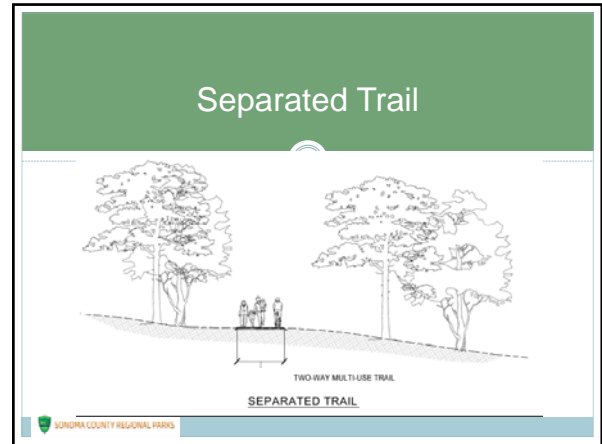 Separated Trail
TWO-WAY MULTI-USE TRAIL
SEPARATED TRAIL
SONOMA COUNTY REGIONAL PARKS